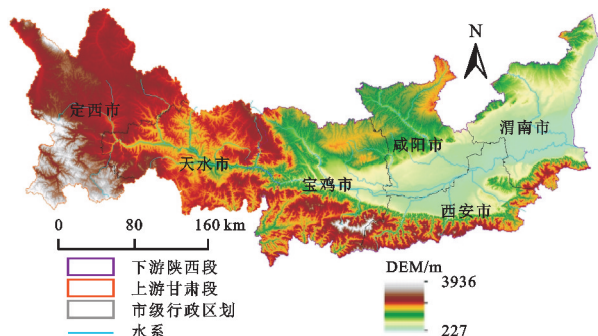 N
定西市
天水市
宝鸡市
咸阳市
渭南市
西安市
0 80 160 km
下游陕西段
上游甘肃段
市级行政区划
水系
DEM/m
3936
227